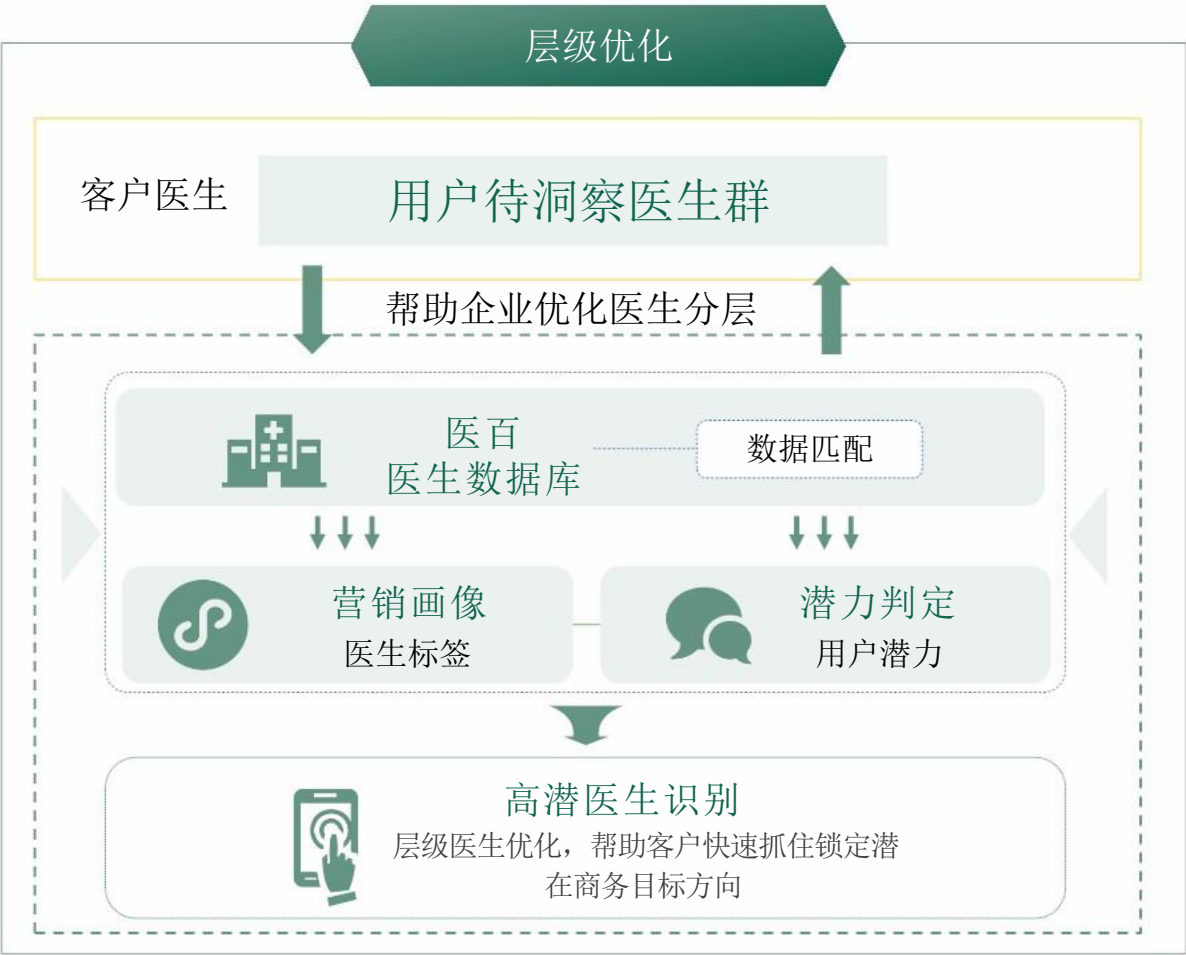 层级优化
客户医生
用户待洞察医生群
帮助企业优化医生分层
医百
医生数据库
数据匹配
营销画像
医生标签
潜力判定
用户潜力
高潜医生识别
层级医生优化，帮助客户快速抓住锁定潜
在商务目标方向